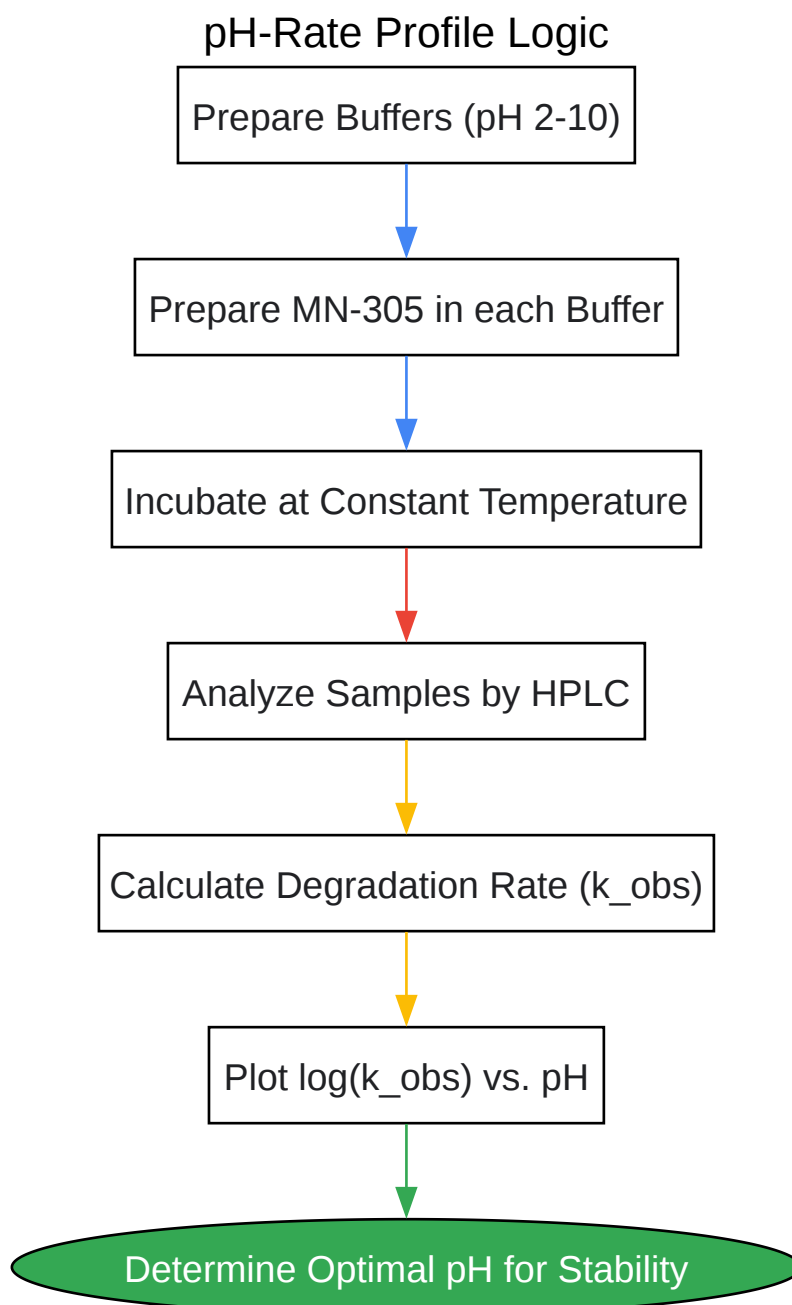 pH-Rate Profile Logic
Prepare Buffers (pH 2-10)
Prepare MN-305 in each Buffer
Incubate at Constant Temperature
Analyze Samples by HPLC
Calculate Degradation Rate (k_obs)
Plot log(k_obs) vs. pH
Determine Optimal pH for Stability